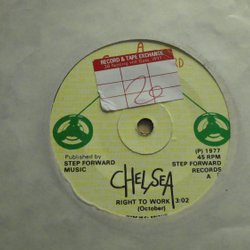 A
RECORD & TAPE EXCHANGE
Published by
STEP FORWARD
MUSIC
(P) 1977
45 RPM
STEP FORWARD
RECORDS
A
CHELSEA
RIGHT TO WORK 3:02
(October)